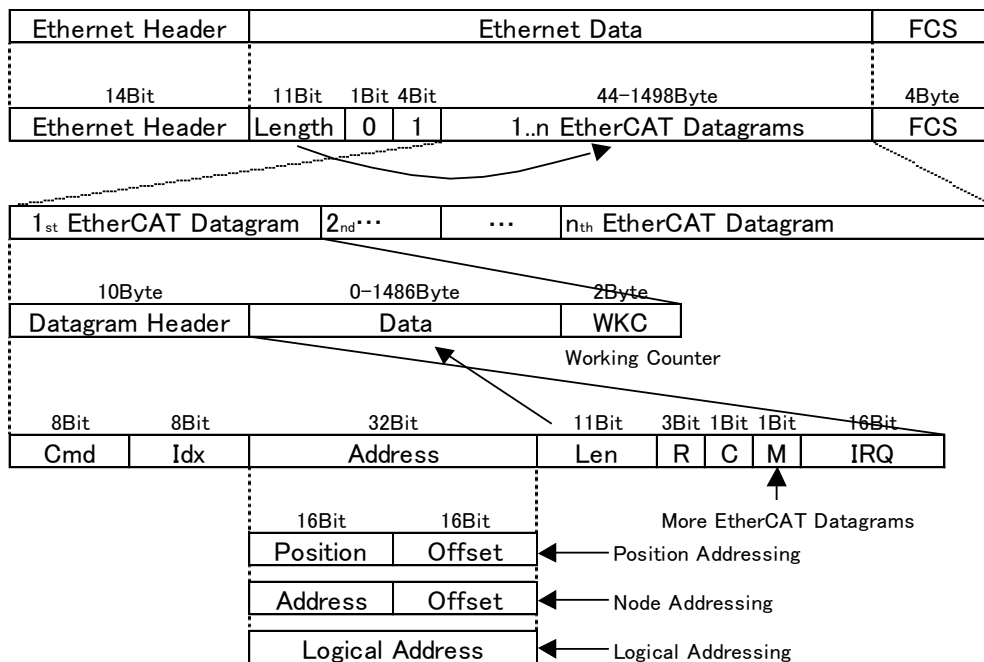 Ethernet Header Ethernet Data FCS
14Bit 11Bit 1Bit 4Bit 44-1498Byte 4Byte
Ethernet Header Length 0 1 1..n EtherCAT Datagrams FCS
1st EtherCAT Datagram 2nd… … nth EtherCAT Datagram
10Byte 0-1486Byte 2Byte
Datagram Header Data WKC
Working Counter
8Bit 8Bit 32Bit 11Bit 3Bit 1Bit 1Bit 16Bit
Cmd Idx Address Len R C M IRQ
More EtherCAT Datagrams
16Bit 16Bit
Position Offset Position Addressing
Address Offset Node Addressing
Logical Address Logical Addressing